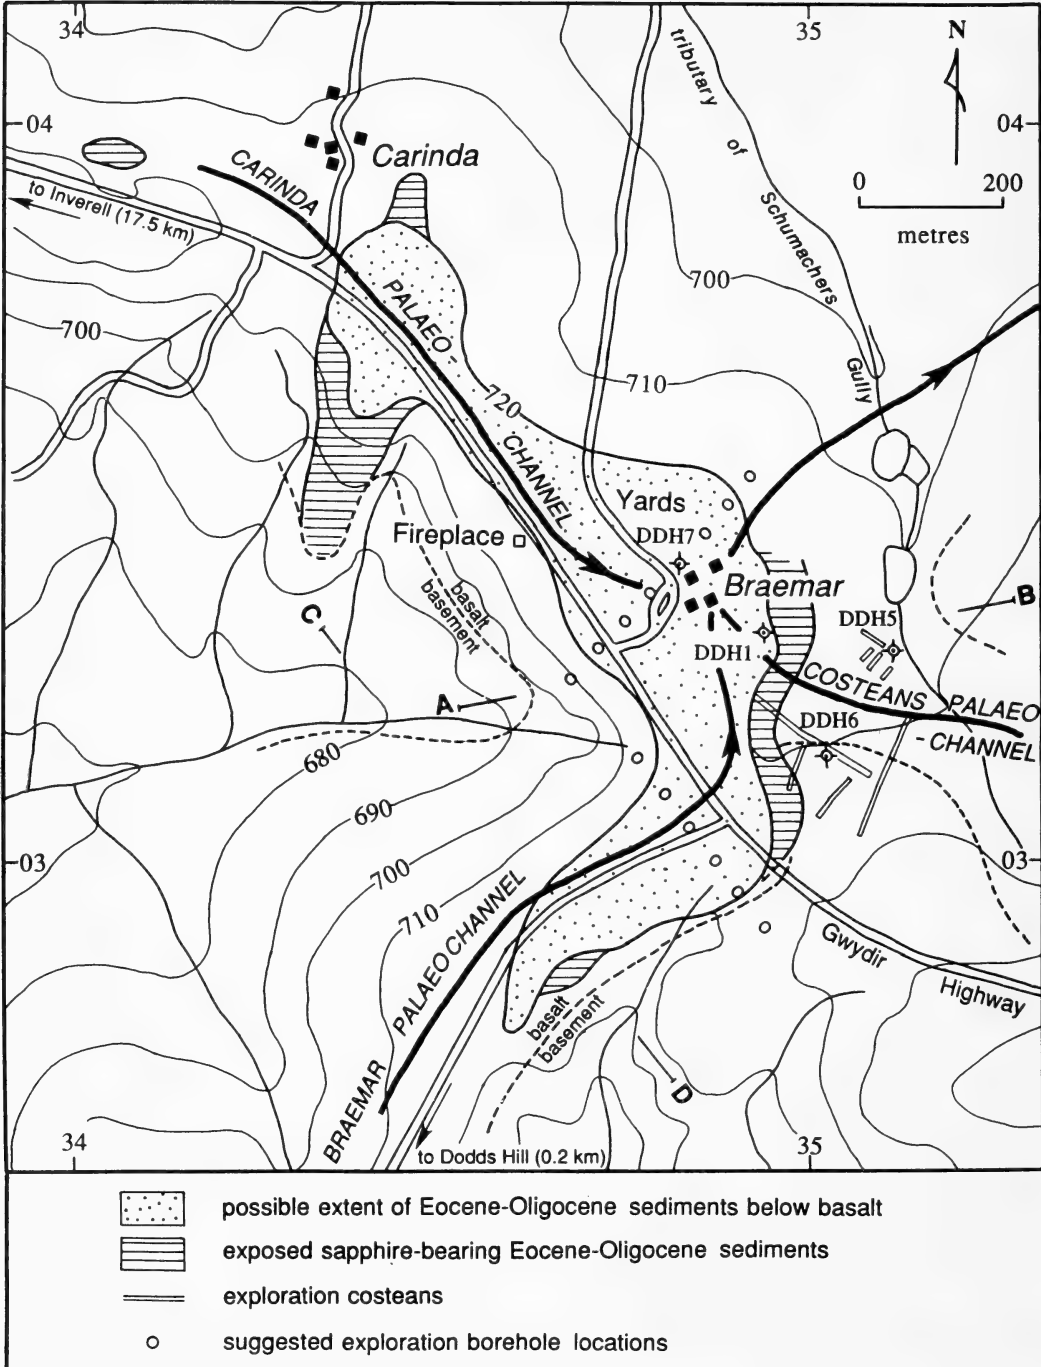 34
35
N
tributary of Schumachers Gully
04
04
Carinda
CARINDA PALAEO-CHANNEL
0 200
metres
to Inverell (17.5 km)
700
700
710
720
Yards
DDH7
Fireplace
Braemar
basalt
basement
B
DDH5
C
DDH1
COSTEANS PALAEO
-CHANNEL
A
DDH6
680
690
03
03
700
710
BRAEMAR PALAEOCHANNEL
Gwydir Highway
basalt
basement
D
34
35
to Dodds Hill (0.2 km)
possible extent of Eocene-Oligocene sediments below basalt
exposed sapphire-bearing Eocene-Oligocene sediments
exploration costeans
suggested exploration borehole locations